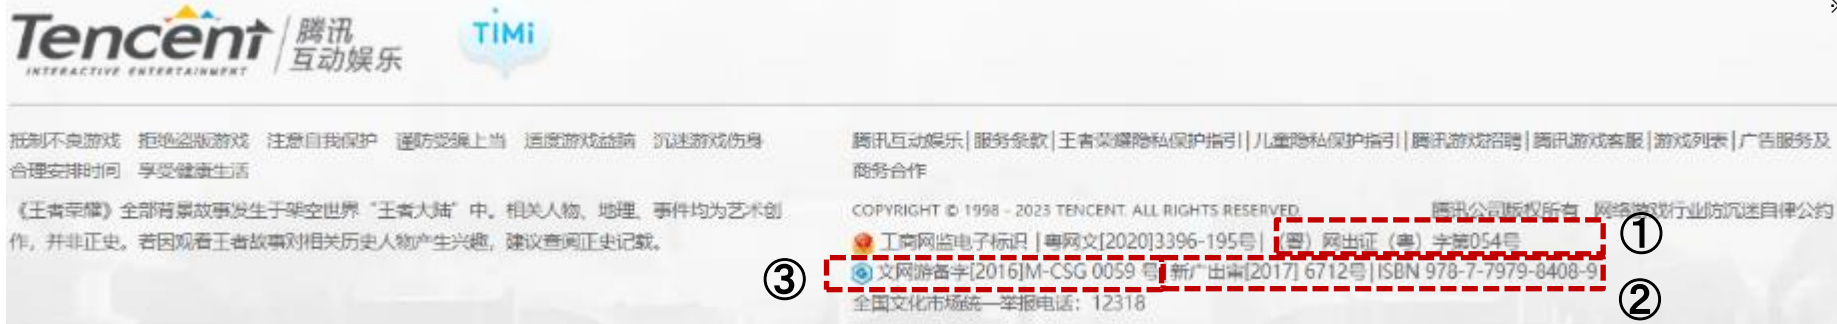 Tencent 腾讯
互动娱乐
INTERACTIVE ENTERTAINMENT
TiMi
抵制不良游戏 拒绝盗版游戏 注意自我保护 谨防受骗上当 适度游戏益脑 沉迷游戏伤身
合理安排时间 享受健康生活
《王者荣耀》全部背景故事发生于架空世界“王者大陆”中。相关人物、地理、事件均为艺术创
作，并非正史。若因观看王者故事对相关历史人物产生兴趣，建议查阅正史记载。
腾讯互动娱乐|服务条款|王者荣耀隐私保护指引|儿童隐私保护指引|腾讯游戏招聘|腾讯游戏客服|游戏列表|广告服务及
商务合作
COPYRIGHT © 1998 - 2023 TENCENT. ALL RIGHTS RESERVED. 腾讯公司版权所有 网络游戏行业防沉迷自律公约
工商网监电子标识 | 粤网文[2020]3396-195号 | （署）网出证（粤）字第054号 ①
③ 文网游备字[2016]M-CSG 0059 号 | 新广出审[2017] 6712号 | ISBN 978-7-7979-8408-9 ②
全国文化市场统一举报电话：12318